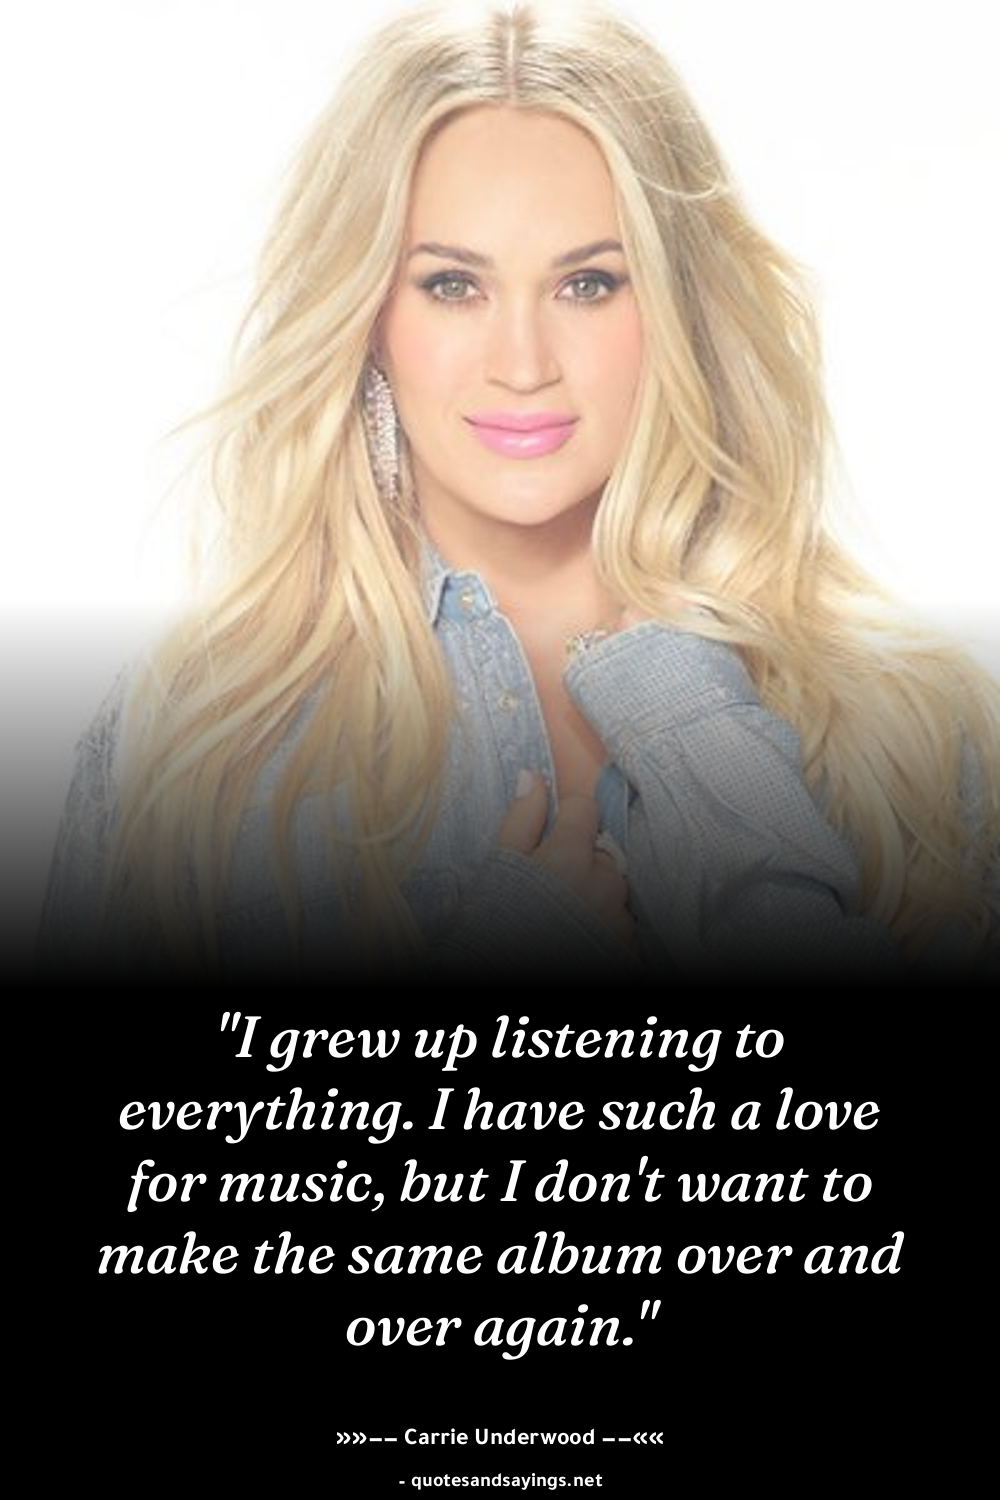 "I grew up listening to
everything. I have such a love
for music, but I don't want to
make the same album over and
over again."
»»−− Carrie Underwood −−««
- quotesandsayings.net